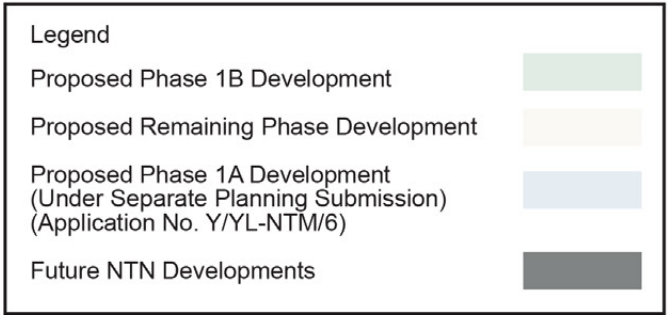 Legend
Proposed Phase 1B Development
Proposed Remaining Phase Development
Proposed Phase 1A Development
(Under Separate Planning Submission)
(Application No. Y/YL-NTM/6)
Future NTN Developments